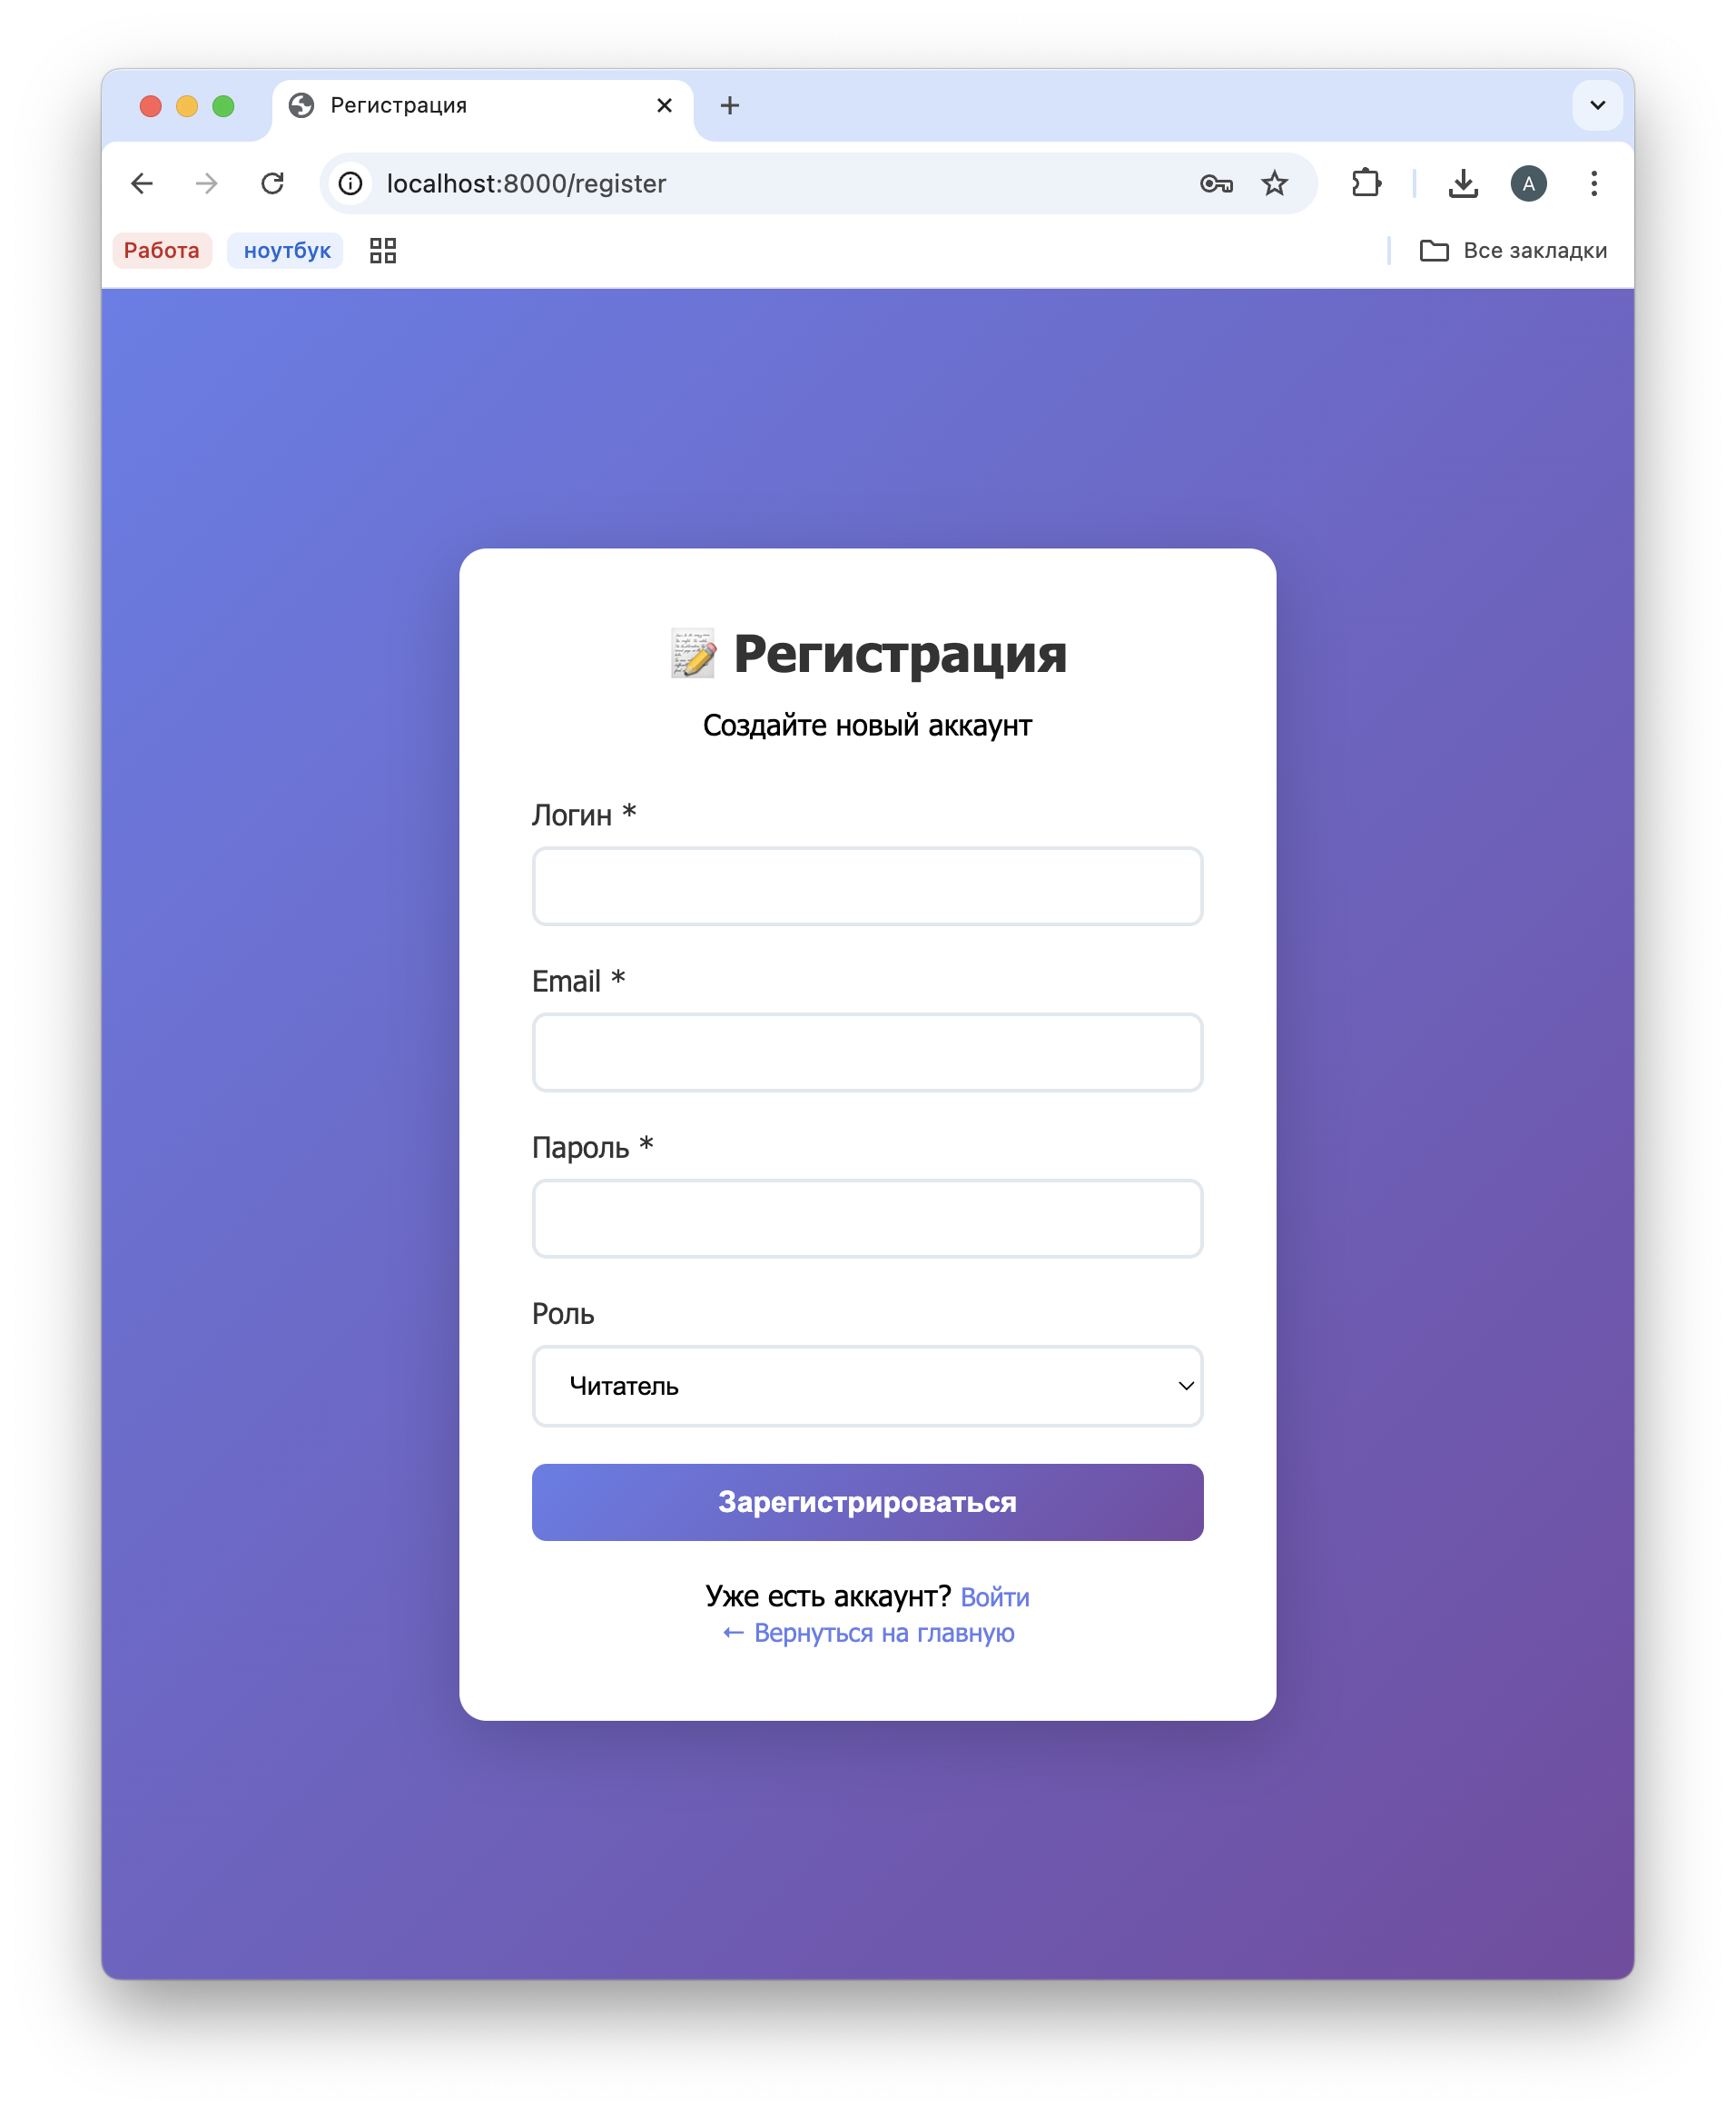 Регистрация
localhost:8000/register
A
Работа
ноутбук
Все закладки
Регистрация
Создайте новый аккаунт
Логин *
Email *
Пароль *
Роль
Читатель
Зарегистрироваться
Уже есть аккаунт? Войти
← Вернуться на главную